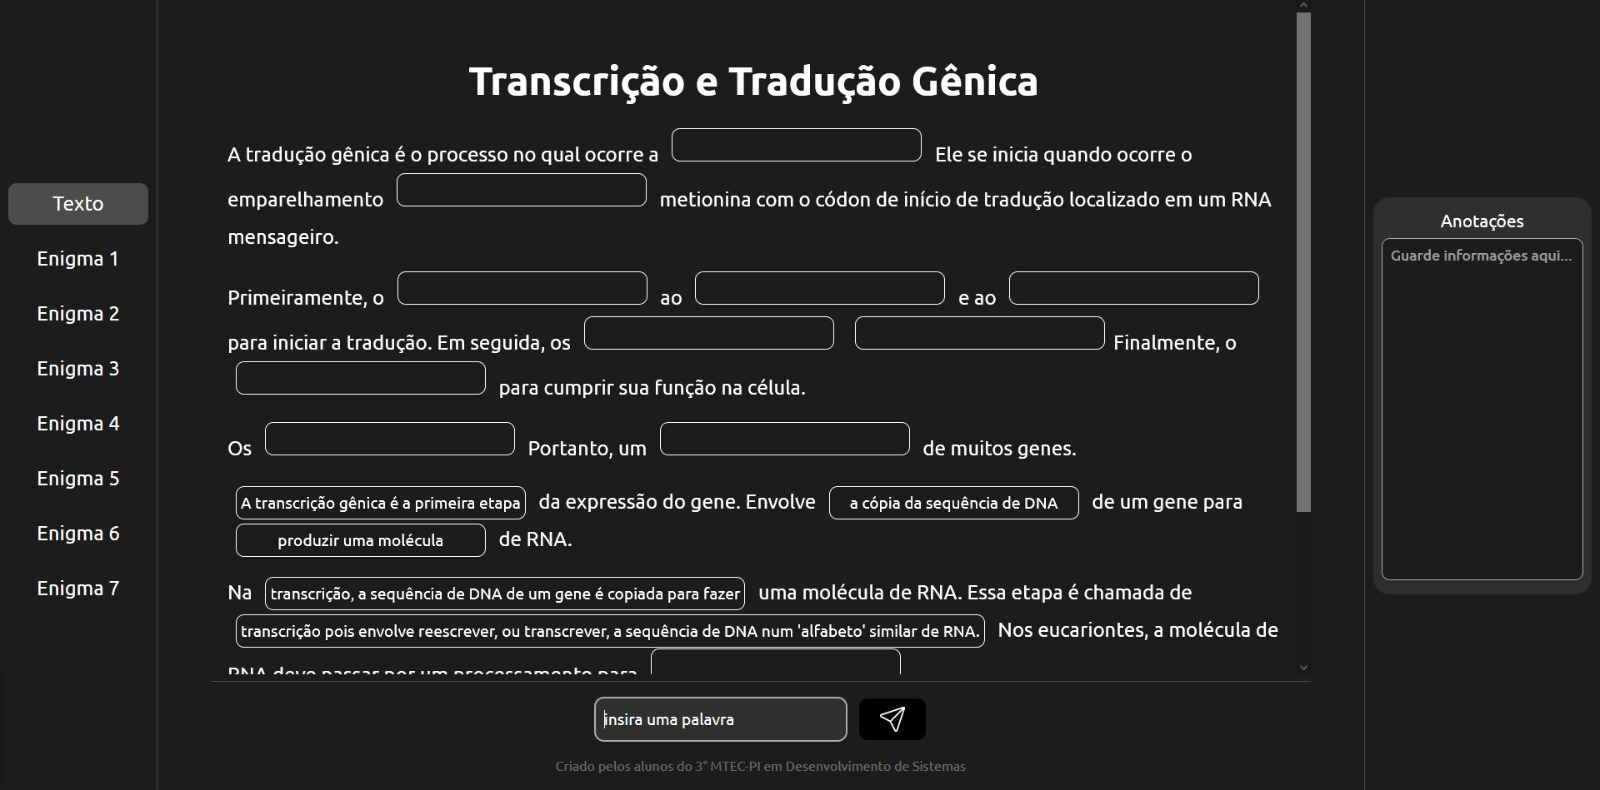 Transcrição e Tradução Gênica
A tradução gênica é o processo no qual ocorre a Ele se inicia quando ocorre o
emparelhamento metionina com o códon de início de tradução localizado em um RNA
mensageiro.
Primeiramente, o ao e ao
para iniciar a tradução. Em seguida, os Finalmente, o
para cumprir sua função na célula.
Os Portanto, um de muitos genes.
A transcrição gênica é a primeira etapa da expressão do gene. Envolve a cópia da sequência de DNA de um gene para
produzir uma molécula de RNA.
Na transcrição, a sequência de DNA de um gene é copiada para fazer uma molécula de RNA. Essa etapa é chamada de
transcrição pois envolve reescrever, ou transcrever, a sequência de DNA num 'alfabeto' similar de RNA. Nos eucariontes, a molécula de
RNA deve passar por um processamento para
Texto
Enigma 1
Enigma 2
Enigma 3
Enigma 4
Enigma 5
Enigma 6
Enigma 7
Anotações
Guarde informações aqui...
insira uma palavra
Criado pelos alunos do 3° MTEC-PI em Desenvolvimento de Sistemas